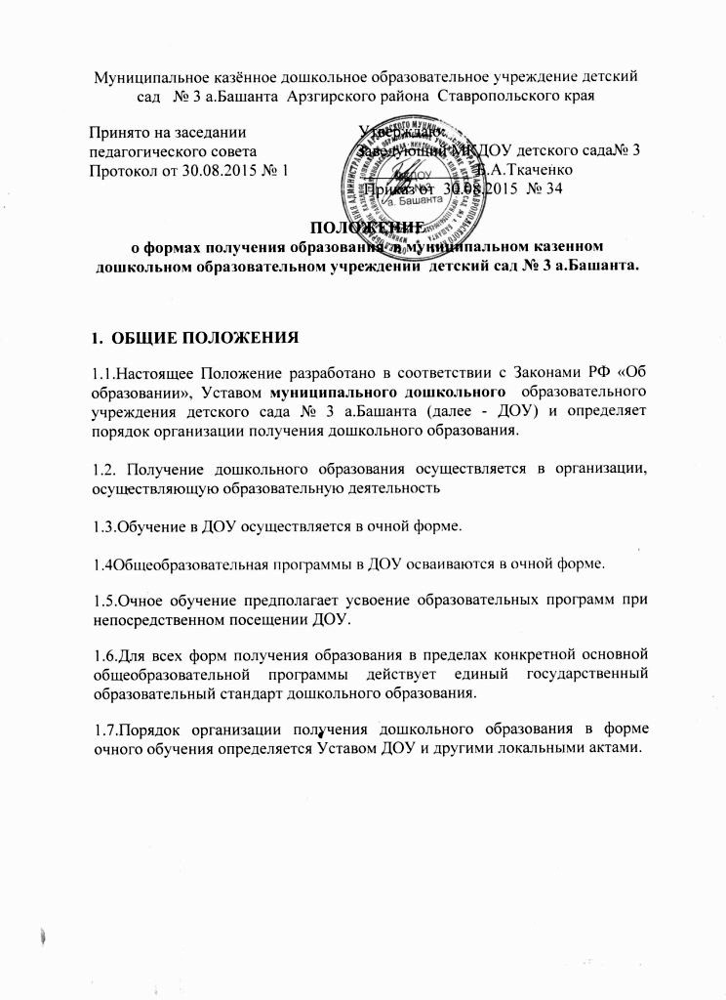 Муниципальное казённое дошкольное образовательное учреждение детский
сад № 3 а.Башанта Арзгирского района Ставропольского края
Принято на заседании
педагогического совета
Протокол от 30.08.2015 № 1
Утверждаю:
Заведующий МКДОУ детского сада№ 3
Е.А.Ткаченко
Приказ от 30.08.2015 № 34
МКДОУ
№ 3
а. Башанта
ПОЛОЖЕНИЕ
о формах получения образования в муниципальном казенном
дошкольном образовательном учреждении детский сад № 3 а.Башанта.
1. ОБЩИЕ ПОЛОЖЕНИЯ
1.1.Настоящее Положение разработано в соответствии с Законами РФ «Об
образовании», Уставом муниципального дошкольного образовательного
учреждения детского сада № 3 а.Башанта (далее - ДОУ) и определяет
порядок организации получения дошкольного образования.
1.2. Получение дошкольного образования осуществляется в организации,
осуществляющую образовательную деятельность
1.3.Обучение в ДОУ осуществляется в очной форме.
1.4Общеобразовательная программы в ДОУ осваиваются в очной форме.
1.5.Очное обучение предполагает усвоение образовательных программ при
непосредственном посещении ДОУ.
1.6.Для всех форм получения образования в пределах конкретной основной
общеобразовательной программы действует единый государственный
образовательный стандарт дошкольного образования.
1.7.Порядок организации получения дошкольного образования в форме
очного обучения определяется Уставом ДОУ и другими локальными актами.